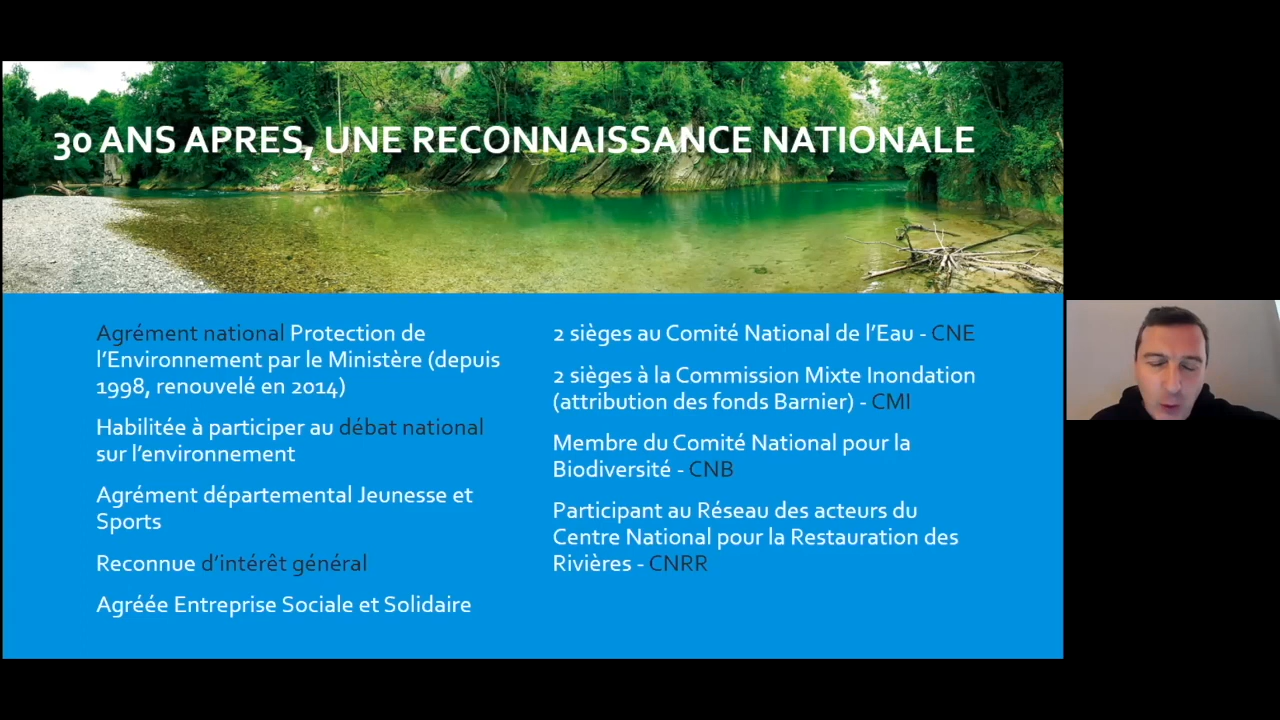 30 ANS APRES, UNE RECONNAISSANCE NATIONALE
Agrément national Protection de
l'Environnement par le Ministère (depuis
1998, renouvelé en 2014)
Habilitée à participer au débat national
sur l'environnement
Agrément départemental Jeunesse et
Sports
Reconnue d'intérêt général
Agréée Entreprise Sociale et Solidaire
2 sièges au Comité National de l'Eau - CNE
2 sièges à la Commission Mixte Inondation
(attribution des fonds Barnier) - CMI
Membre du Comité National pour la
Biodiversité - CNB
Participant au Réseau des acteurs du
Centre National pour la Restauration des
Rivières - CNRR